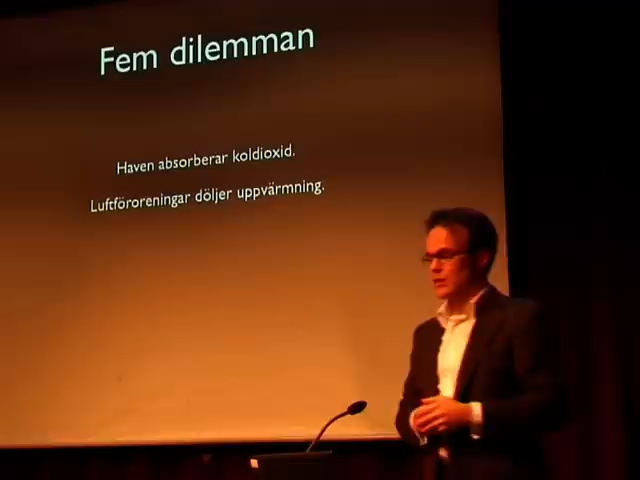 Fem dilemman
Haven absorberar koldioxid.
Luftföroreningar döljer uppvärmning.